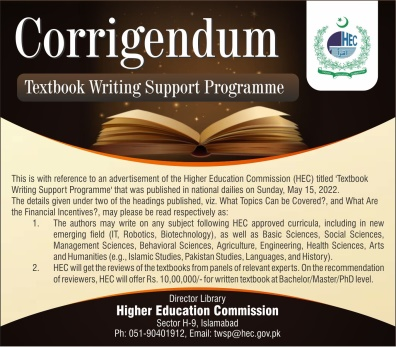 Corrigendum
HEC
Textbook Writing Support Programme
This is with reference to an advertisement of the Higher Education Commission (HEC) titled 'Textbook
Writing Support Programme' that was published in national dailies on Sunday, May 15, 2022.
The details given under two of the headings published, viz. What Topics Can be Covered?, and What Are
the Financial Incentives?, may please be read respectively as:
1. The authors may write on any subject following HEC approved curricula, including in new
emerging field (IT, Robotics, Biotechnology), as well as Basic Sciences, Social Sciences,
Management Sciences, Behavioral Sciences, Agriculture, Engineering, Health Sciences, Arts
and Humanities (e.g., Islamic Studies, Pakistan Studies, Languages, and History).
2. HEC will get the reviews of the textbooks from panels of relevant experts. On the recommendation
of reviewers, HEC will offer Rs. 10,00,000/- for written textbook at Bachelor/Master/PhD level.
Director Library
Higher Education Commission
Sector H-9, Islamabad
Ph: 051-90401912, Email: twsp@hec.gov.pk